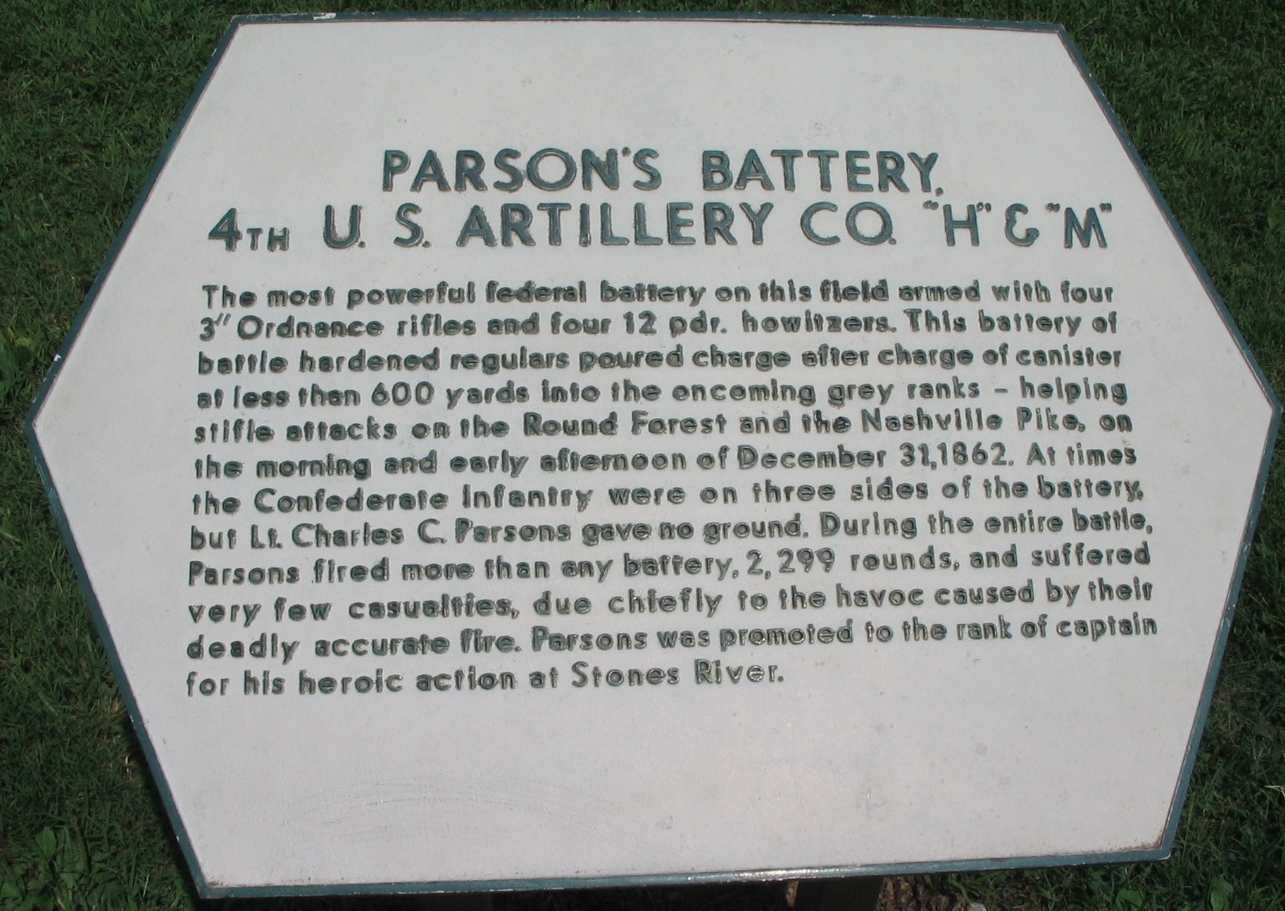 PARSON'S BATTERY,
4TH U. S. ARTILLERY CO. "H" & "M"
The most powerful federal battery on this field armed with four
3" Ordnance rifles and four 12 pdr. howitzers. This battery of
battle hardened regulars poured charge after charge of canister
at less than 600 yards into the oncoming grey ranks – helping
stifle attacks on the Round Forest and the Nashville Pike, on
the morning and early afternoon of December 31,1862. At times
the Confederate Infantry were on three sides of the battery,
but Lt. Charles C. Parsons gave no ground. During the entire battle,
Parsons fired more than any battery, 2,299 rounds, and suffered
very few casualties, due chiefly to the havoc caused by their
deadly accurate fire. Parsons was promoted to the rank of captain
for his heroic action at Stones River.